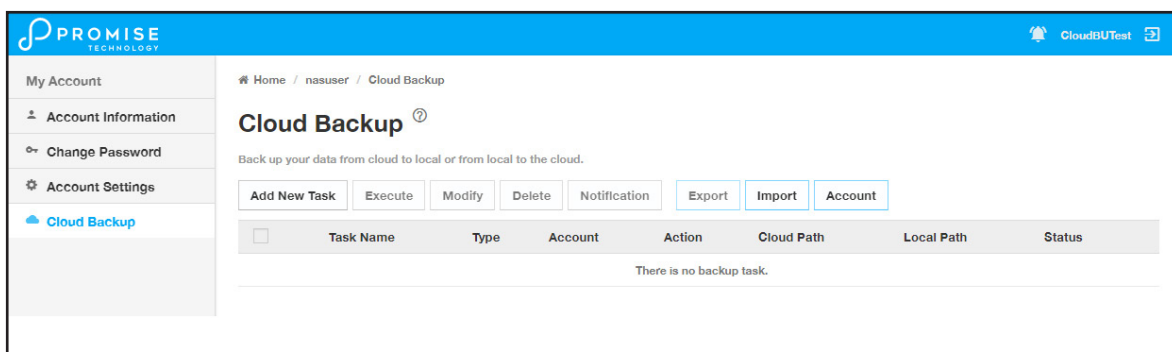 PROMISE
TECHNOLOGY
CloudBUTest
My Account
Account Information
Change Password
Account Settings
Cloud Backup
Home / nasuser / Cloud Backup
Cloud Backup ?
Back up your data from cloud to local or from local to the cloud.
Add New Task Execute Modify Delete Notification Export Import Account
Task Name Type Account Action Cloud Path Local Path Status
There is no backup task.